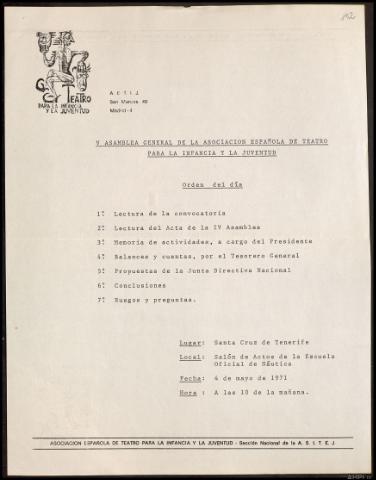 192
TEATRO
PARA LA INFANCIA
Y LA JUVENTUD
A E T I J
San Marcos 40
Madrid-4
V ASAMBLEA GENERAL DE LA ASOCIACION ESPAÑOLA DE TEATRO
PARA LA INFANCIA Y LA JUVENTUD
Orden del día
1º Lectura de la convocatoria
2º Lectura del Acta de la IV Asamblea
3º Memoria de actividades, a cargo del Presidente
4º Balances y cuentas, por el Tesorero General
5º Propuestas de la Junta Directiva Nacional
6º Conclusiones
7º Ruegos y preguntas.
Lugar: Santa Cruz de Tenerife
Local: Salón de Actos de la Escuela
Oficial de Náutica
Fecha: 4 de mayo de 1971
Hora : A las 10 de la mañana.
ASOCIACION ESPAÑOLA DE TEATRO PARA LA INFANCIA Y LA JUVENTUD - Sección Nacional de la A. S. I. T. E. J.